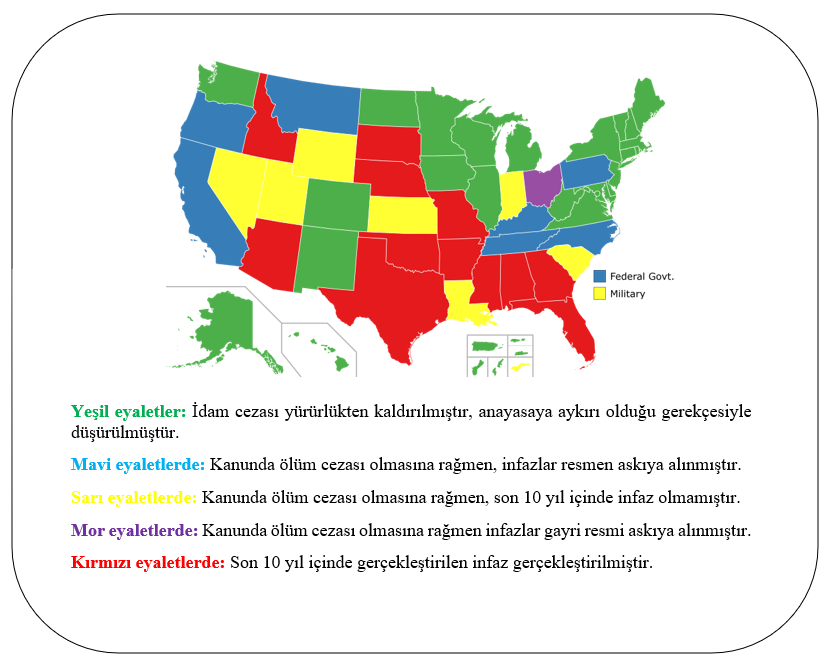 Federal Govt.
Military
Yeşil eyaletler: İdam cezası yürürlükten kaldırılmıştır, anayasaya aykırı olduğu gerekçesiyle
düşürülmüştür.
Mavi eyaletlerde: Kanunda ölüm cezası olmasına rağmen, infazlar resmen askıya alınmıştır.
Sarı eyaletlerde: Kanunda ölüm cezası olmasına rağmen, son 10 yıl içinde infaz olmamıştır.
Mor eyaletlerde: Kanunda ölüm cezası olmasına rağmen infazlar gayri resmi askıya alınmıştır.
Kırmızı eyaletlerde: Son 10 yıl içinde gerçekleştirilen infaz gerçekleştirilmiştir.